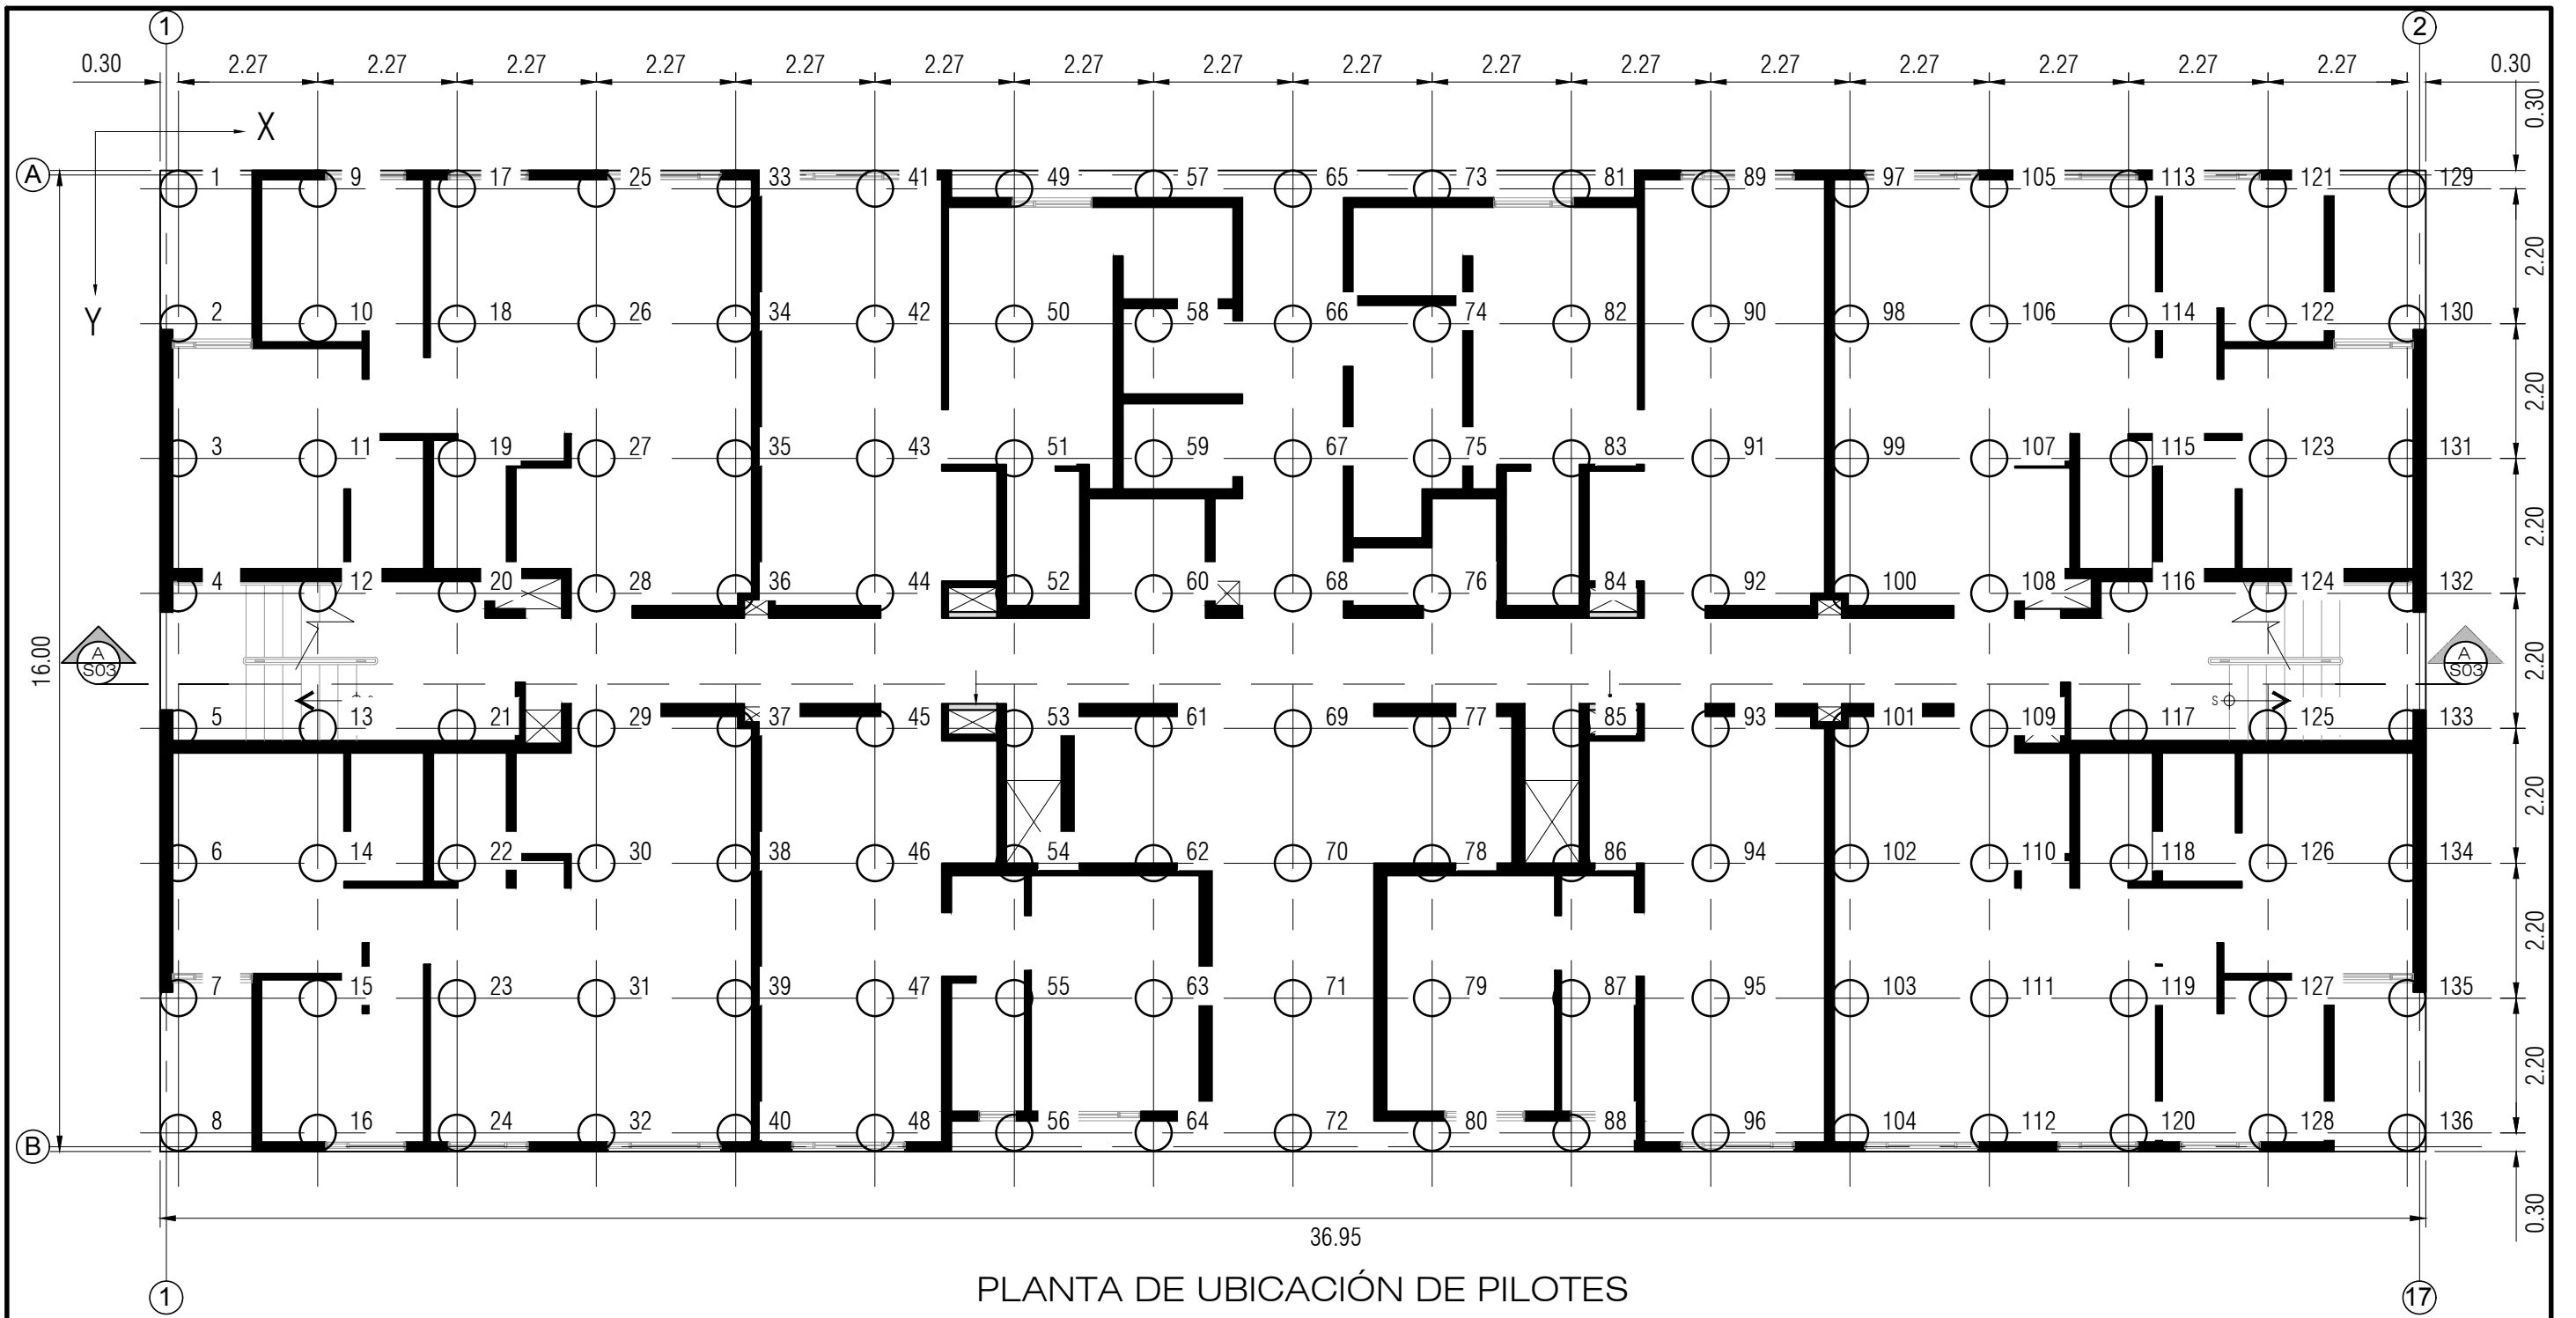 1 2
0.30 2.27 2.27 2.27 2.27 2.27 2.27 2.27 2.27 2.27 2.27 2.27 2.27 2.27 2.27 2.27 2.27 0.30
0.30
X
A 1 9 17 25 33 41 49 57 65 73 81 89 97 105 113 121 129
2.20
Y 2 10 18 26 34 42 50 58 66 74 82 90 98 106 114 122 130
2.20
3 11 19 27 35 43 51 59 67 75 83 91 99 107 115 123 131
2.20
4 12 20 28 36 44 52 60 68 76 84 92 100 108 116 124 132
16.00
A
S03
2.20
A
S03
S
5 13 21 29 37 45 53 61 69 77 85 93 101 109 117 125 133
2.20
6 14 22 30 38 46 54 62 70 78 86 94 102 110 118 126 134
2.20
7 15 23 31 39 47 55 63 71 79 87 95 103 111 119 127 135
2.20
8 16 24 32 40 48 56 64 72 80 88 96 104 112 120 128 136
B
0.30
36.95
PLANTA DE UBICACIÓN DE PILOTES
1 17